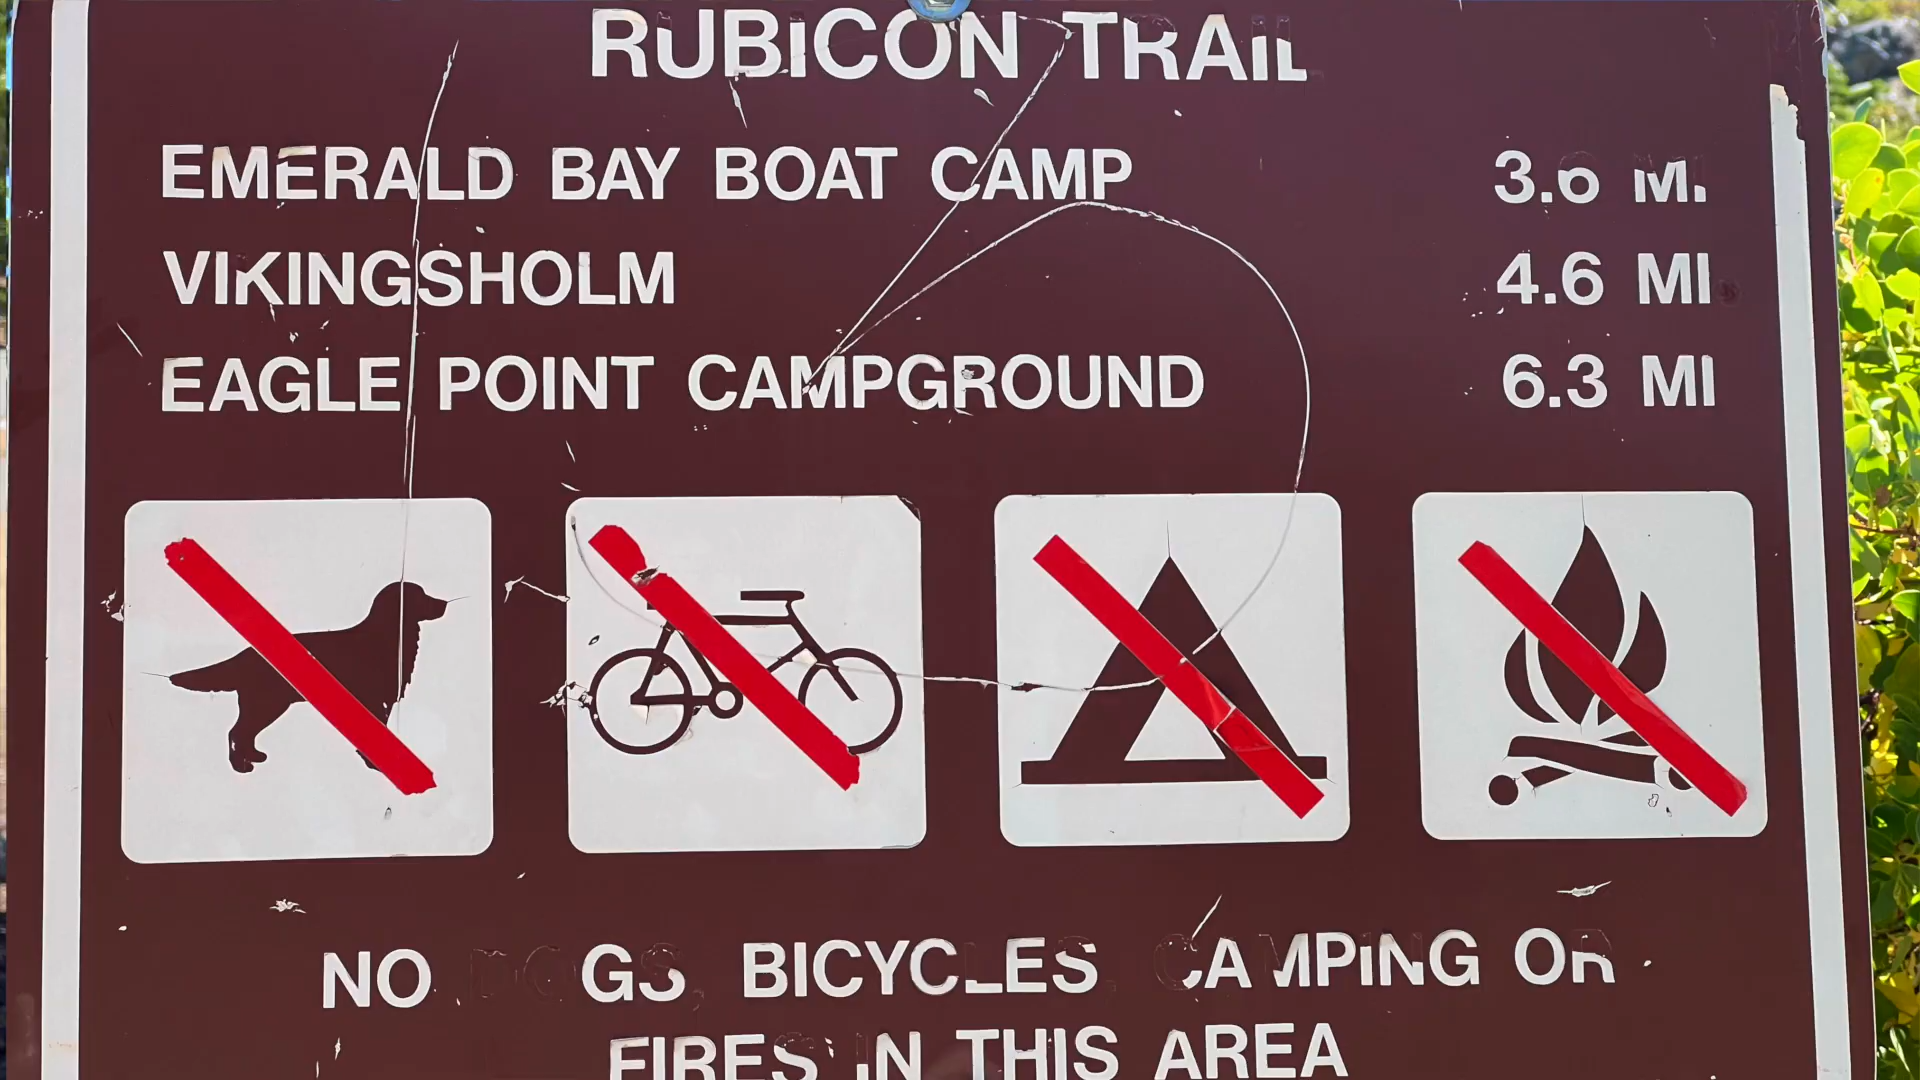 RUBICON TRAIL
EMERALD BAY BOAT CAMP 3.6 MI
VIKINGSHOLM 4.6 MI
EAGLE POINT CAMPGROUND 6.3 MI
NO DOGS, BICYCLES, CAMPING OR
FIRES IN THIS AREA